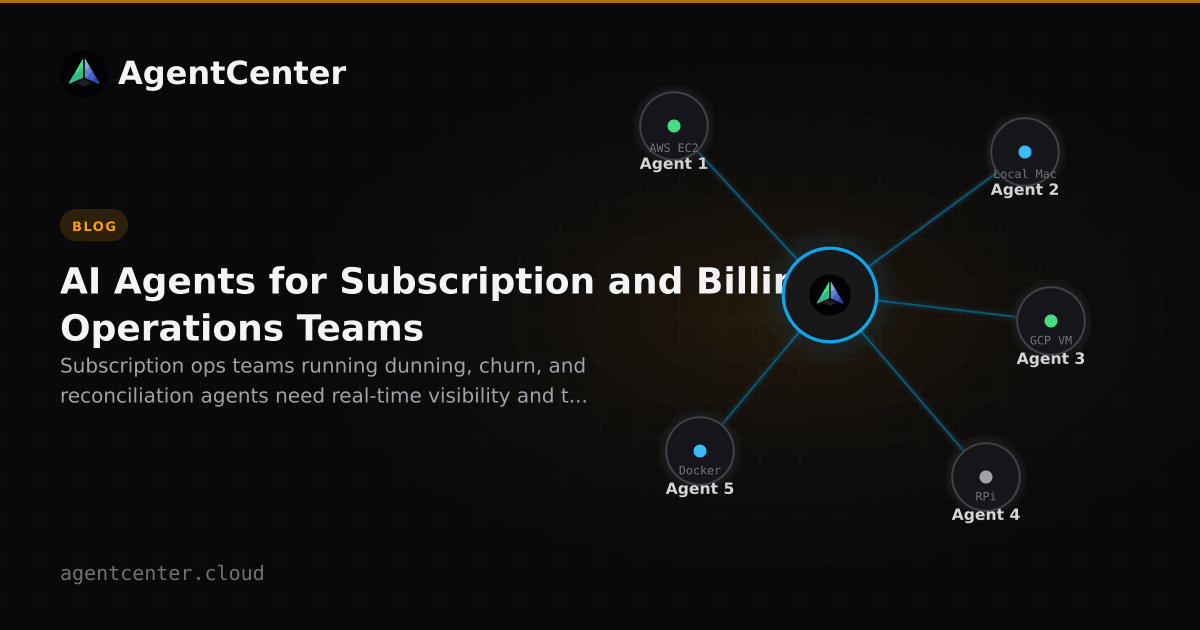 AgentCenter
BLOG
AI Agents for Subscription and Billin
Operations Teams
Subscription ops teams running dunning, churn, and
reconciliation agents need real-time visibility and t...
agentcenter.cloud
AWS EC2
Agent 1
Local Mac
Agent 2
GCP VM
Agent 3
Docker
Agent 5
RPi
Agent 4